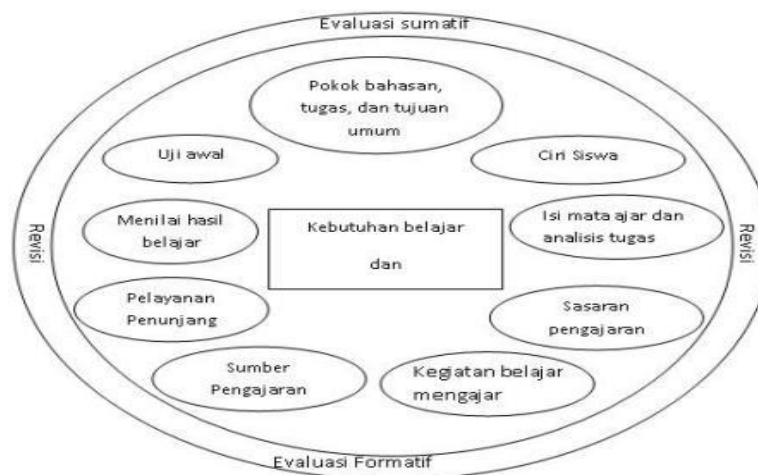 Evaluasi sumatif
Pokok bahasan,
tugas, dan tujuan
umum
Uji awal
Ciri Siswa
Menilai hasil
belajar
Kebutuhan belajar
dan
Isi mata ajar dan
analisis tugas
Revisi
Revisi
Pelayanan
Penunjang
Sasaran
pengajaran
Sumber
Pengajaran
Kegiatan belajar
mengajar
Evaluasi Formatif